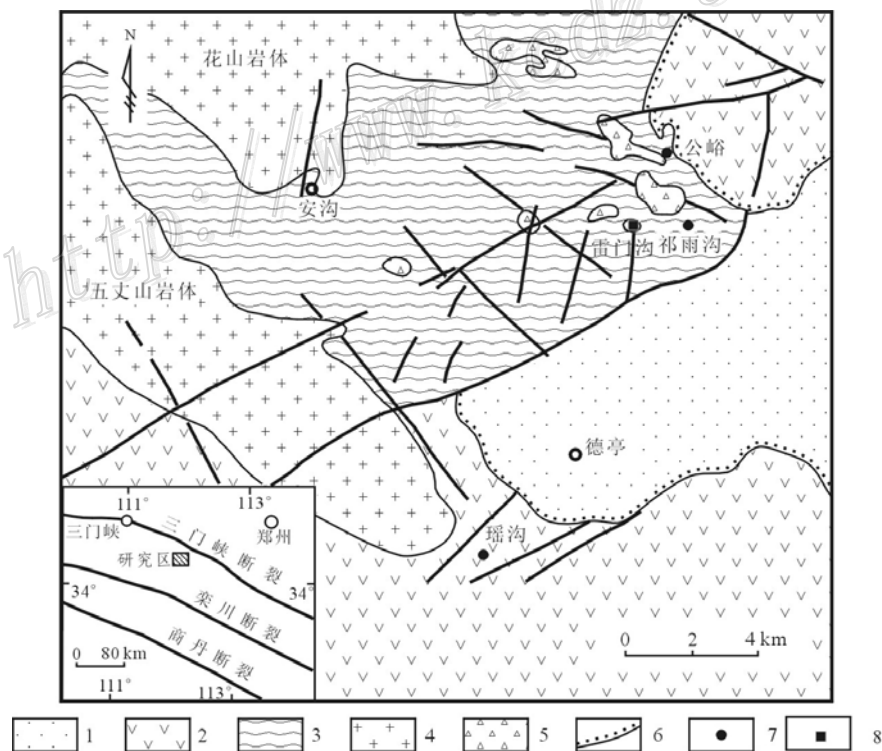 http://www.ksdz.
N
花山岩体
公峪
安沟
雷门沟
祁雨沟
五丈山岩体
德亭
瑶沟
111°
113°
三门峡
郑州
三门峡断裂
研究区
34°
34°
栾川断裂
商丹断裂
0 80 km
111°
113°
0 2 4 km
1 2 3 4 5 6 7 8